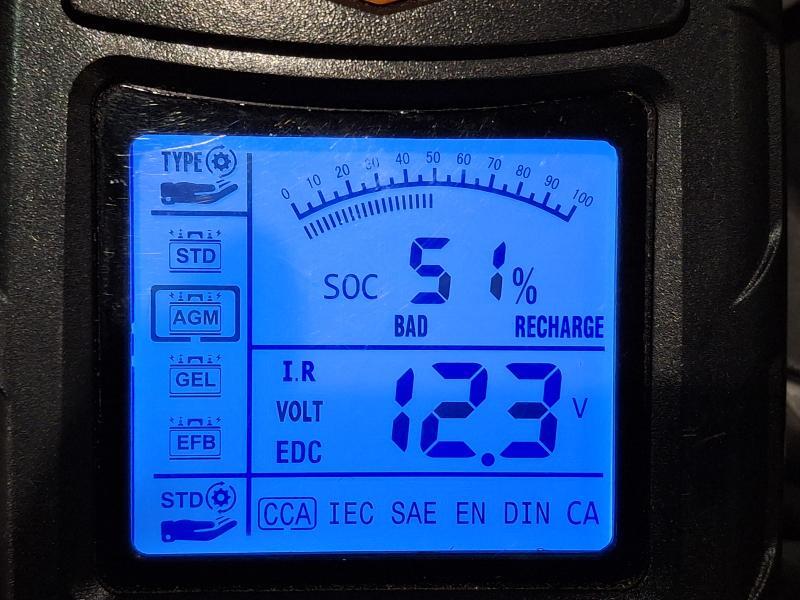 TYPE
STD
AGM
GEL
EFB
STD
0 10 20 30 40 50 60 70 80 90 100
SOC 51%
BAD RECHARGE
I.R
VOLT 12.3 V
EDC
CCA IEC SAE EN DIN CA